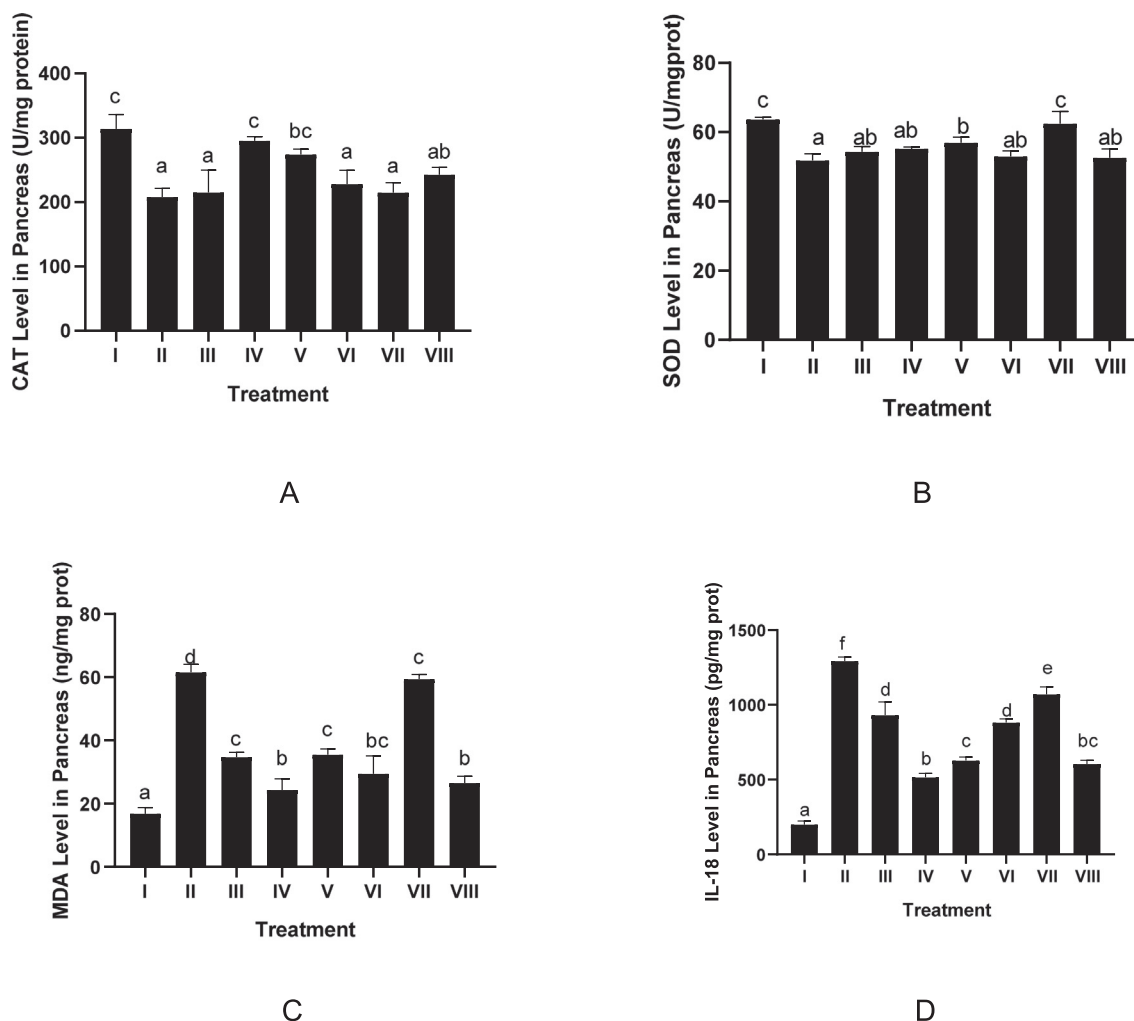 CAT Level in Pancreas (U/mg protein)
400
300
200
100
0
c
a
a
c
bc
a
a
ab
I II III IV V VI VII VIII
Treatment
A
SOD Level in Pancreas (U/mgprot)
80
60
40
20
0
c
a
ab
ab
b
ab
c
ab
I II III IV V VI VII VIII
Treatment
B
MDA Level in Pancreas (ng/mg prot)
80
60
40
20
0
a
d
c
b
c
bc
c
b
I II III IV V VI VII VIII
Treatment
C
IL-18 Level in Pancreas (pg/mg prot)
1500
1000
500
0
a
f
d
b
c
d
e
bc
I II III IV V VI VII VIII
Treatment
D